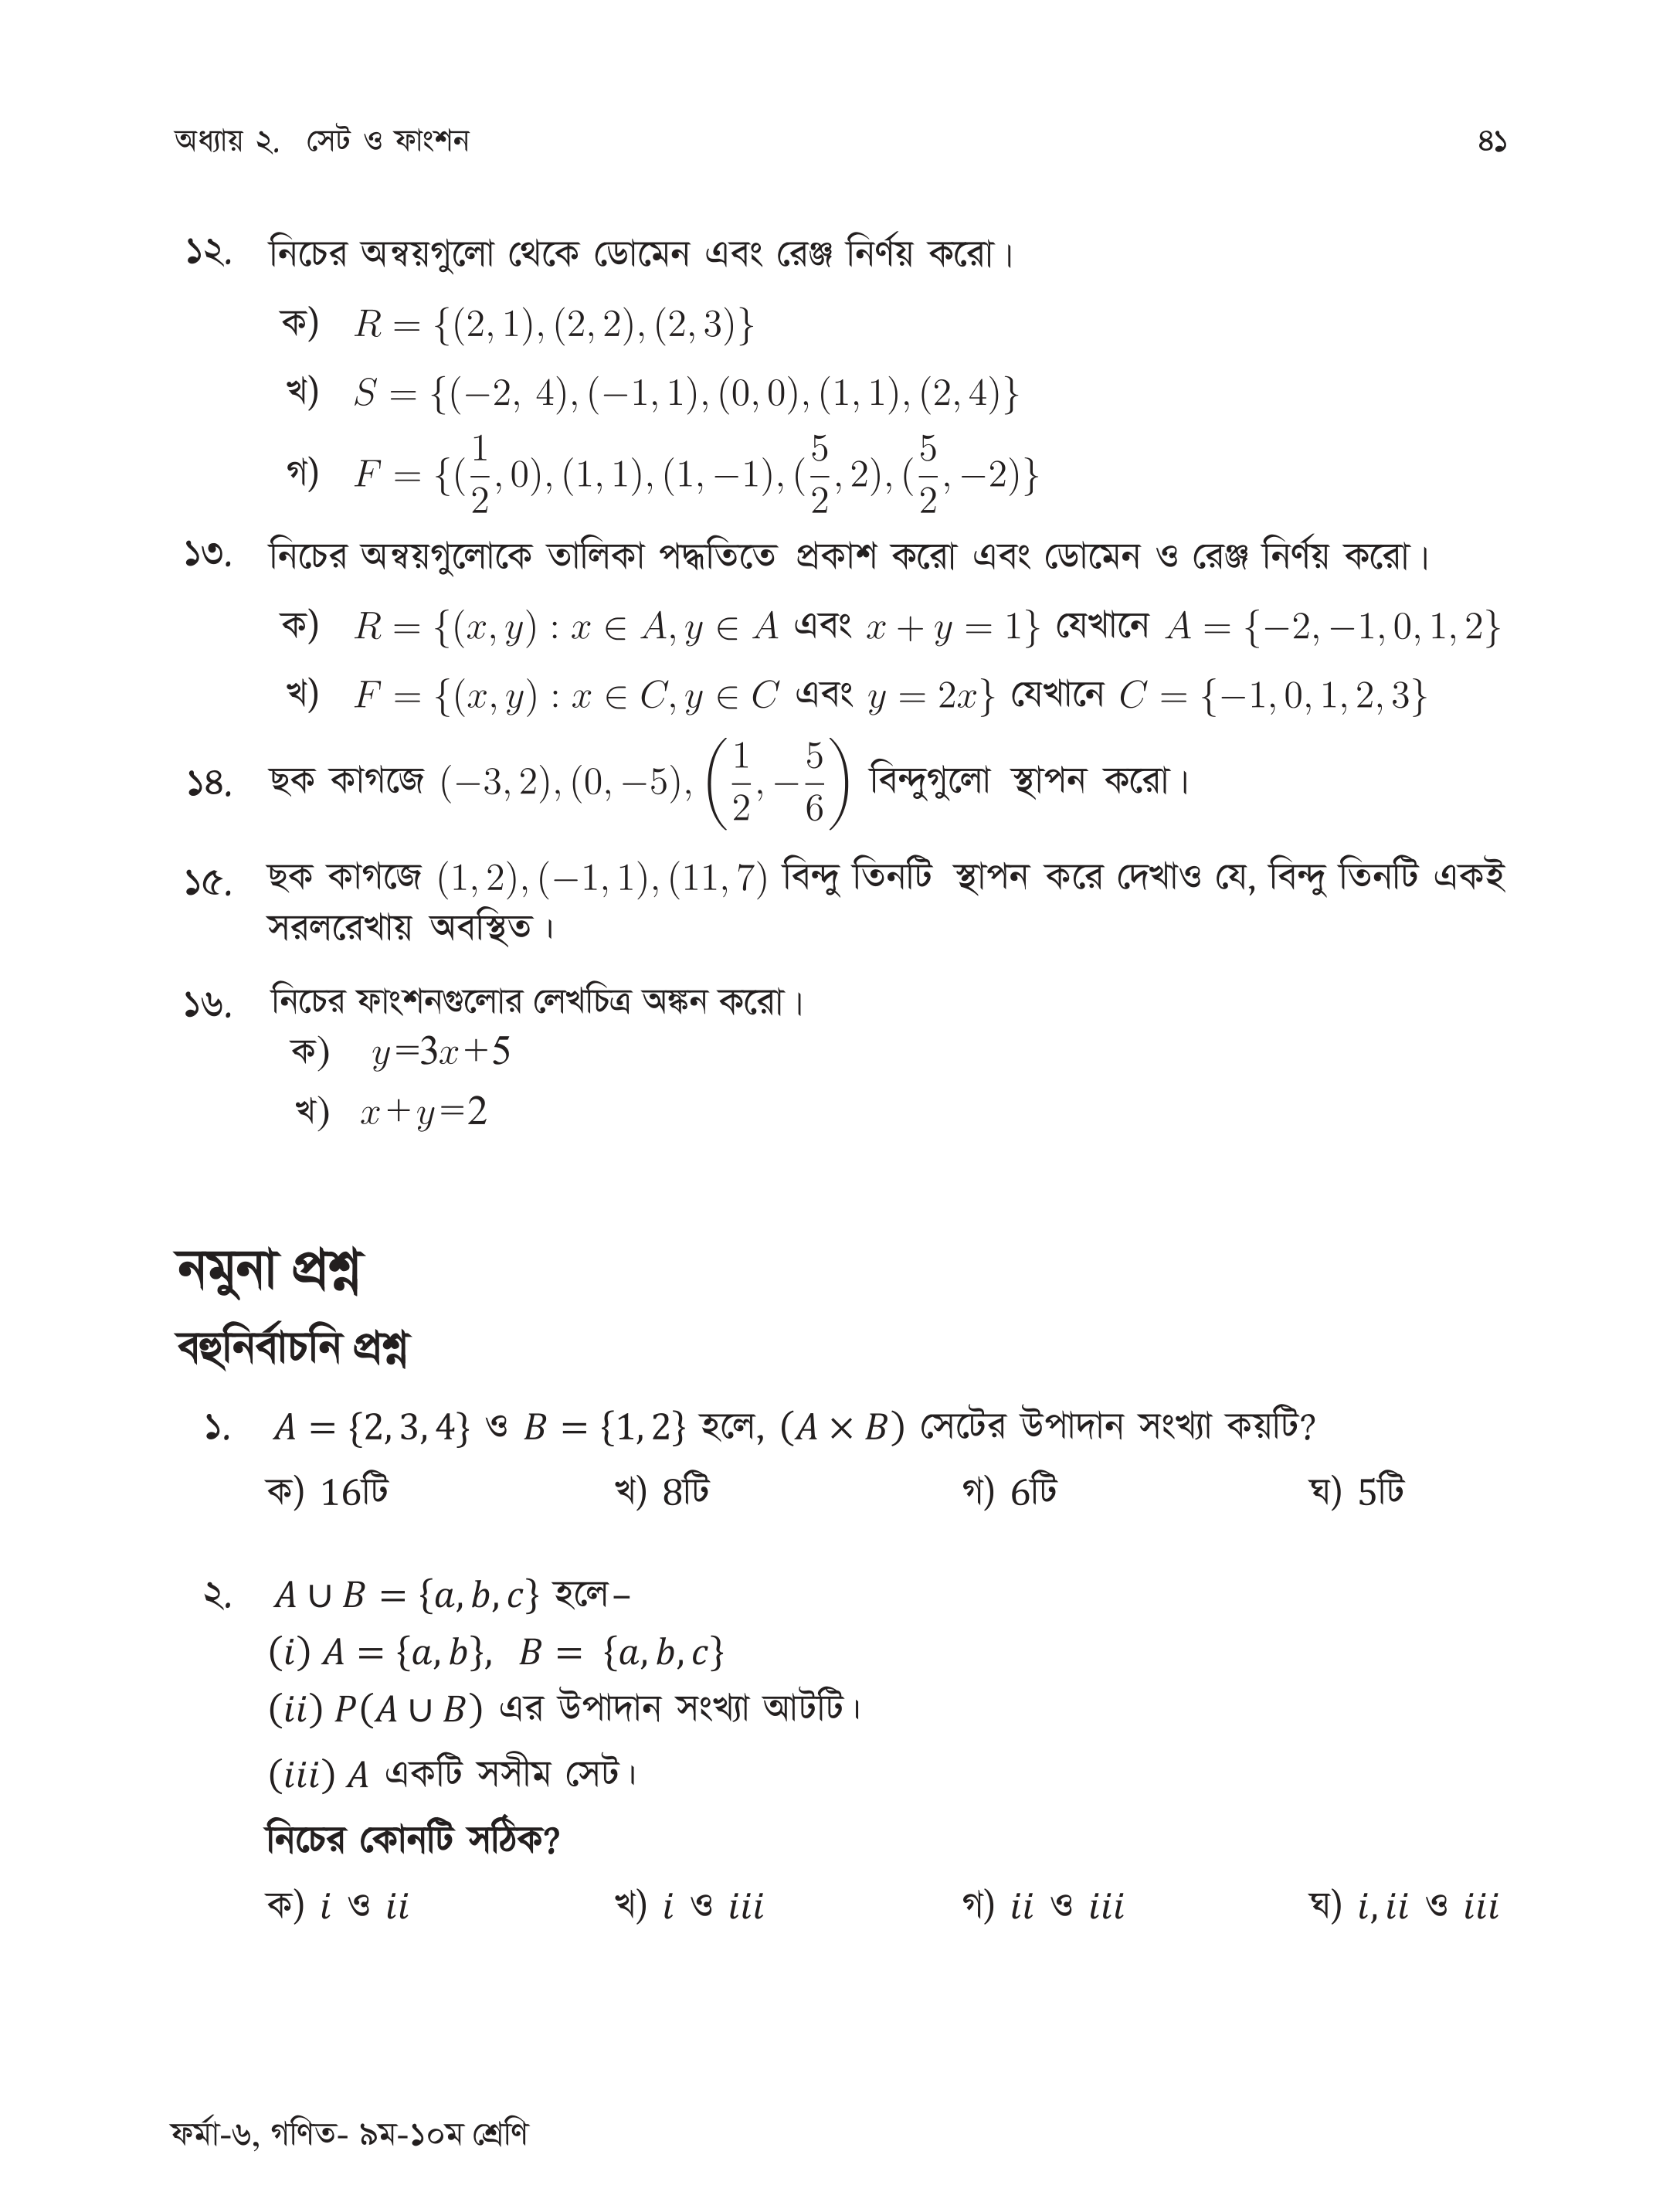 অধ্যায় ২. সেট ও ফাংশন ৪১
১২. নিচের অন্বয়গুলো থেকে ডোমেন এবং রেঞ্জ নির্ণয় করো।
ক) R = {(2, 1), (2, 2), (2, 3)}
খ) S = {(−2, 4), (−1, 1), (0, 0), (1, 1), (2, 4)}
গ) F = {(1/2, 0), (1, 1), (1, −1), (5/2, 2), (5/2, −2)}
১৩. নিচের অন্বয়গুলোকে তালিকা পদ্ধতিতে প্রকাশ করো এবং ডোমেন ও রেঞ্জ নির্ণয় করো।
ক) R = {(x, y) : x ∈ A, y ∈ A এবং x + y = 1} যেখানে A = {−2, −1, 0, 1, 2}
খ) F = {(x, y) : x ∈ C, y ∈ C এবং y = 2x} যেখানে C = {−1, 0, 1, 2, 3}
১৪. ছক কাগজে (−3, 2), (0, −5), (1/2, −5/6) বিন্দুগুলো স্থাপন করো।
১৫. ছক কাগজে (1, 2), (−1, 1), (11, 7) বিন্দু তিনটি স্থাপন করে দেখাও যে, বিন্দু তিনটি একই
সরলরেখায় অবস্থিত।
১৬. নিচের ফাংশনগুলোর লেখচিত্র অঙ্কন করো।
ক) y=3x+5
খ) x+y=2
নমুনা প্রশ্ন
বহুনির্বাচনি প্রশ্ন
১. A = {2, 3, 4} ও B = {1, 2} হলে, (A × B) সেটের উপাদান সংখ্যা কয়টি?
ক) 16টি খ) 8টি গ) 6টি ঘ) 5টি
২. A ∪ B = {a, b, c} হলে–
(i) A = {a, b}, B = {a, b, c}
(ii) P(A ∪ B) এর উপাদান সংখ্যা আটটি।
(iii) A একটি সসীম সেট।
নিচের কোনটি সঠিক?
ক) i ও ii খ) i ও iii গ) ii ও iii ঘ) i, ii ও iii
ফর্মা-৬, গণিত- ৯ম-১০ম শ্রেণি